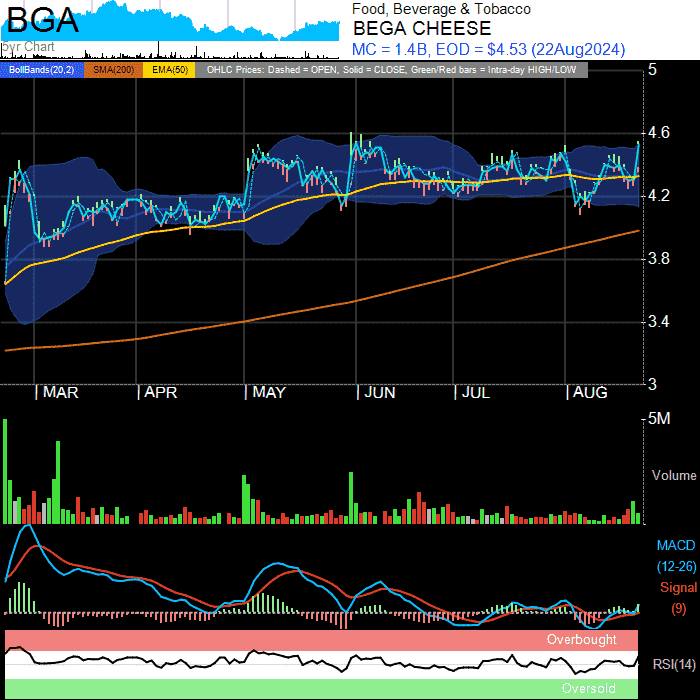 BGA
5yr Chart
Food, Beverage & Tobacco
BEGA CHEESE
MC = 1.4B, EOD = $4.53 (22Aug2024)
BollBands(20,2) SMA(200) EMA(50) OHLC Prices: Dashed = OPEN, Solid = CLOSE, Green/Red bars = Intra-day HIGH/LOW
5
4.6
4.2
3.8
3.4
3
| MAR | APR | MAY | JUN | JUL | AUG
5M
Volume
MACD
(12-26)
Signal
(9)
Overbought
RSI(14)
Oversold